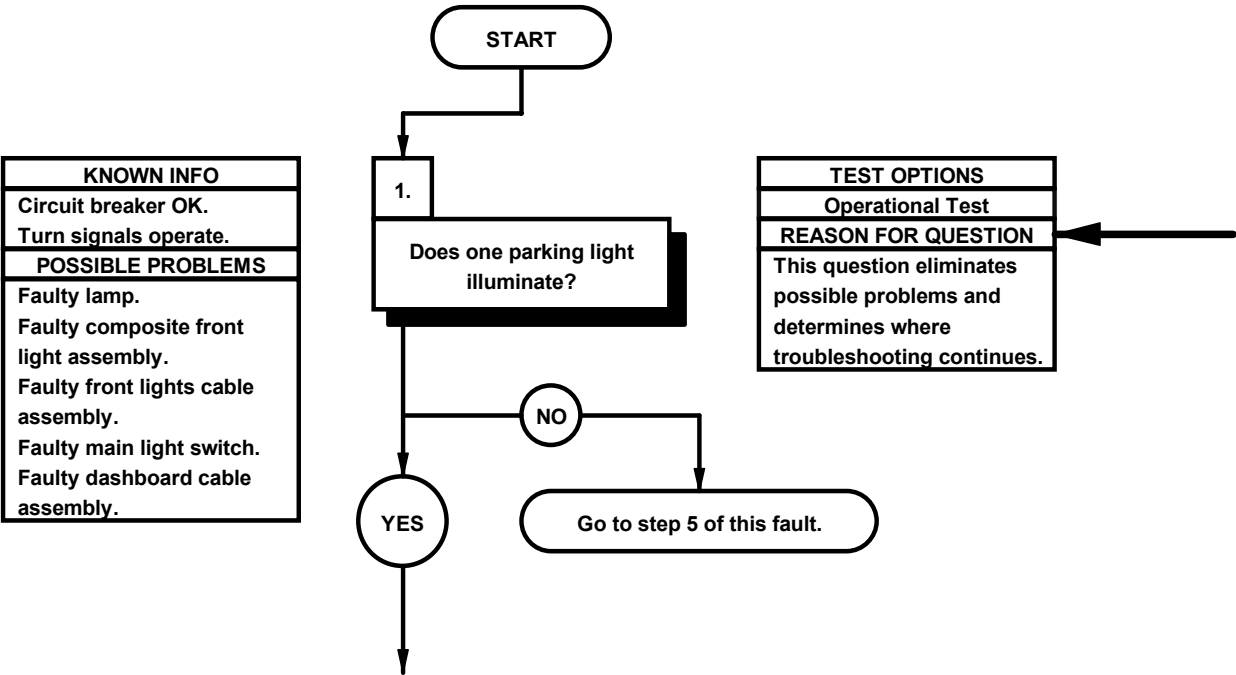 START
KNOWN INFO
Circuit breaker OK.
Turn signals operate.
POSSIBLE PROBLEMS
Faulty lamp.
Faulty composite front
light assembly.
Faulty front lights cable
assembly.
Faulty main light switch.
Faulty dashboard cable
assembly.
1.
Does one parking light
illuminate?
TEST OPTIONS
Operational Test
REASON FOR QUESTION
This question eliminates
possible problems and
determines where
troubleshooting continues.
NO
YES
Go to step 5 of this fault.